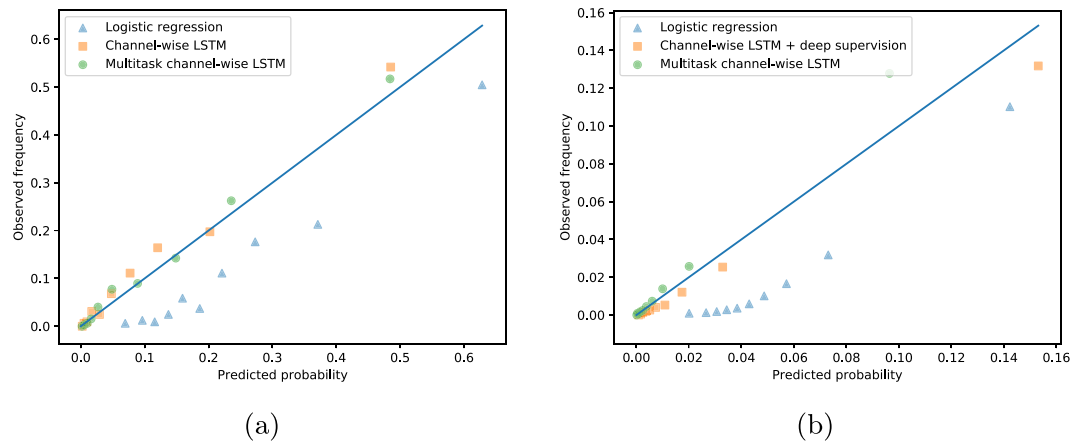 Logistic regression
Channel-wise LSTM
Multitask channel-wise LSTM
0.6
0.5
0.4
0.3
0.2
0.1
0.0
Observed frequency
0.0 0.1 0.2 0.3 0.4 0.5 0.6
Predicted probability
(a)
Logistic regression
Channel-wise LSTM + deep supervision
Multitask channel-wise LSTM
0.16
0.14
0.12
0.10
0.08
0.06
0.04
0.02
0.00
Observed frequency
0.00 0.02 0.04 0.06 0.08 0.10 0.12 0.14 0.16
Predicted probability
(b)